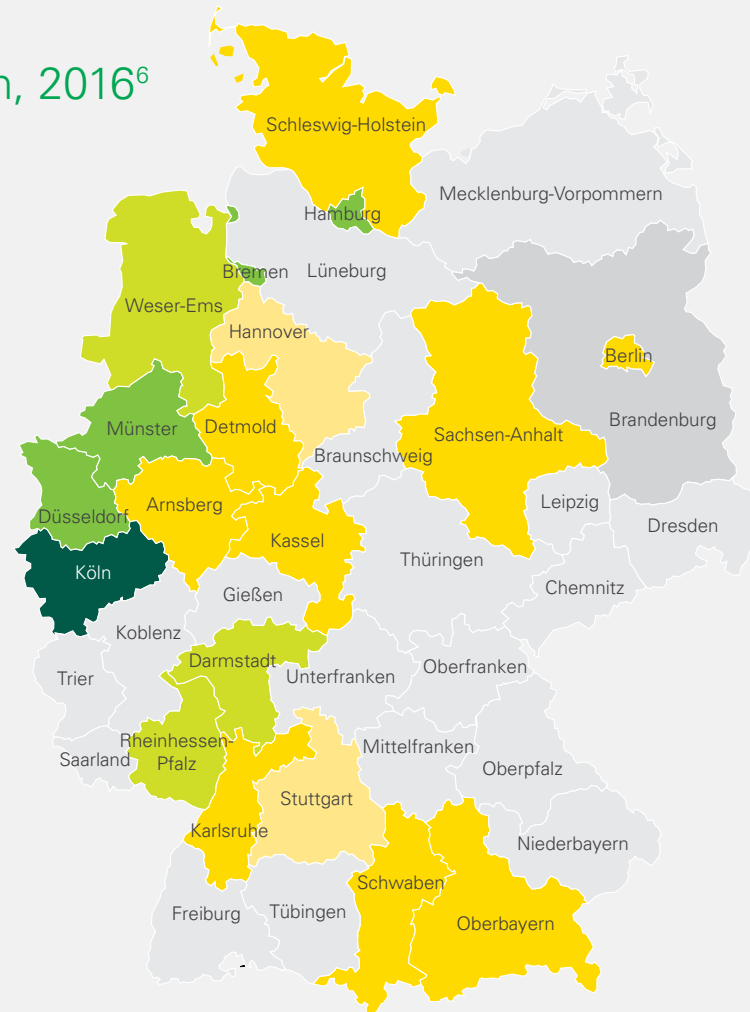 n, 2016⁶
Schleswig-Holstein
Mecklenburg-Vorpommern
Hamburg
Bremen
Lüneburg
Weser-Ems
Hannover
Berlin
Brandenburg
Münster
Detmold
Sachsen-Anhalt
Braunschweig
Arnsberg
Leipzig
Düsseldorf
Dresden
Kassel
Thüringen
Köln
Chemnitz
Gießen
Koblenz
Darmstadt
Oberfranken
Trier
Unterfranken
Rheinhessen-
Pfalz
Mittelfranken
Saarland
Oberpfalz
Stuttgart
Karlsruhe
Niederbayern
Schwaben
Freiburg
Tübingen
Oberbayern